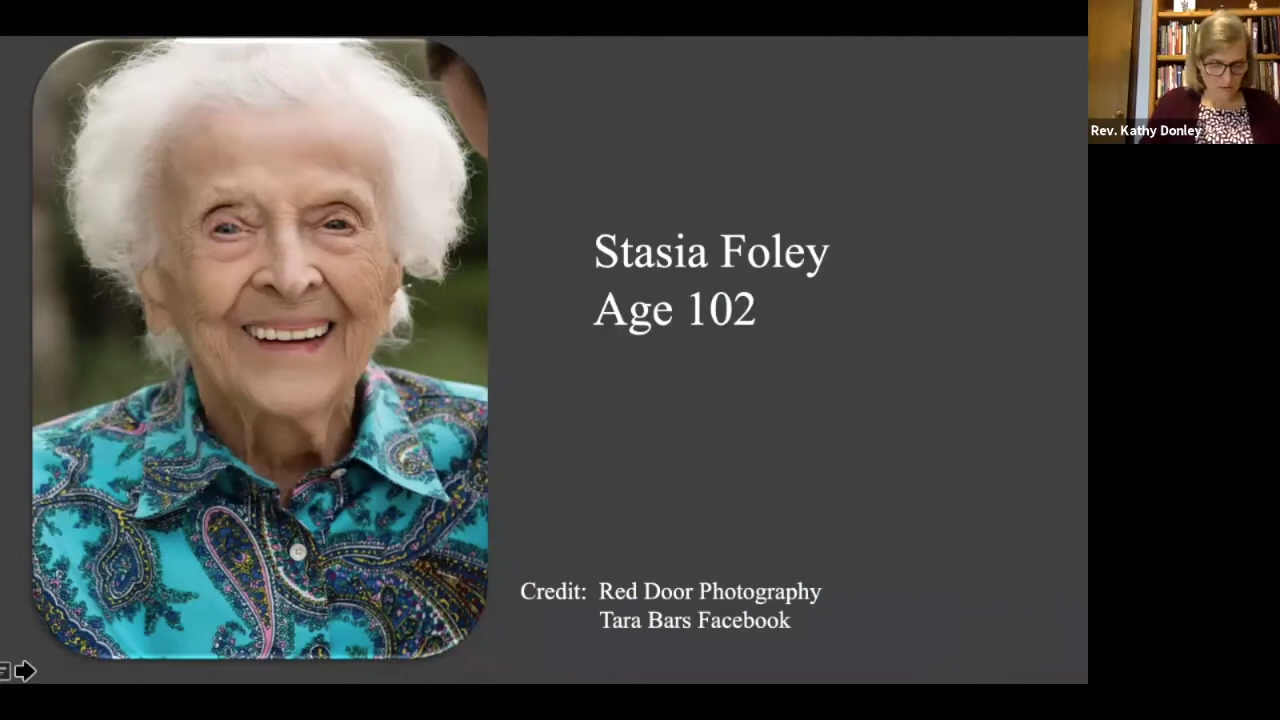 Stasia Foley
Age 102
Credit: Red Door Photography
Tara Bars Facebook
Rev. Kathy Donley